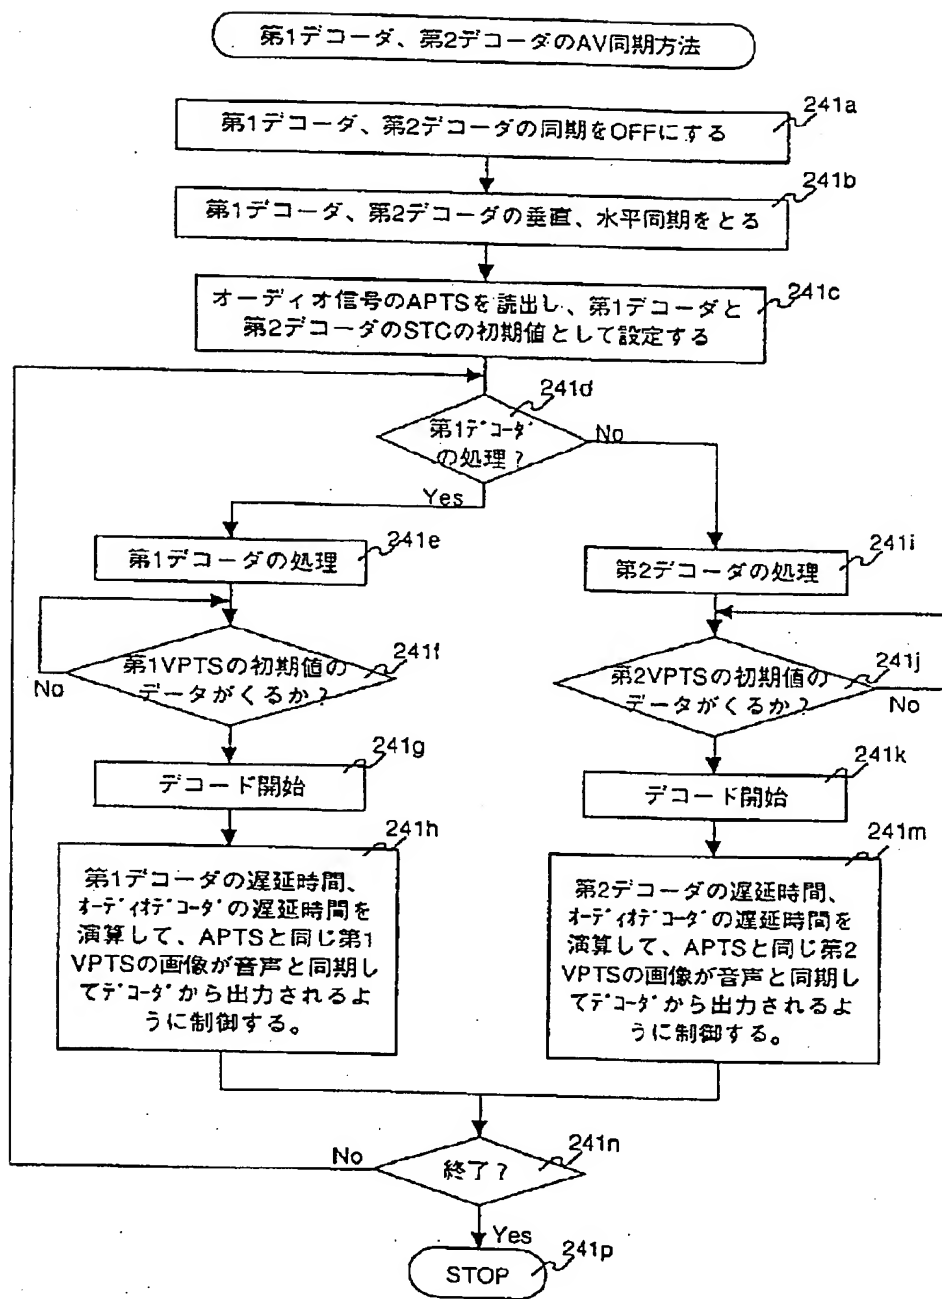 第1デコーダ、第2デコーダのAV同期方法
241a
第1デコーダ、第2デコーダの同期をOFFにする
241b
第1デコーダ、第2デコーダの垂直、水平同期をとる
241c
オーディオ信号のAPTSを読出し、第1デコーダと
第2デコーダのSTCの初期値として設定する
241d
第1デコーダ
の処理?
No
Yes
241e
第1デコーダの処理
241i
第2デコーダの処理
241f
第1VPTSの初期値の
データがくるか?
No
241j
第2VPTSの初期値の
データがくるか?
No
241g
デコード開始
241k
デコード開始
241h
第1デコーダの遅延時間、
オーディオデコーダの遅延時間を
演算して、APTSと同じ第1
VPTSの画像が音声と同期し
てデコーダから出力されるよ
うに制御する。
241m
第2デコーダの遅延時間、
オーディオデコーダの遅延時間を
演算して、APTSと同じ第2
VPTSの画像が音声と同期し
てデコーダから出力されるよ
うに制御する。
241n
終了?
No
Yes
241p
STOP